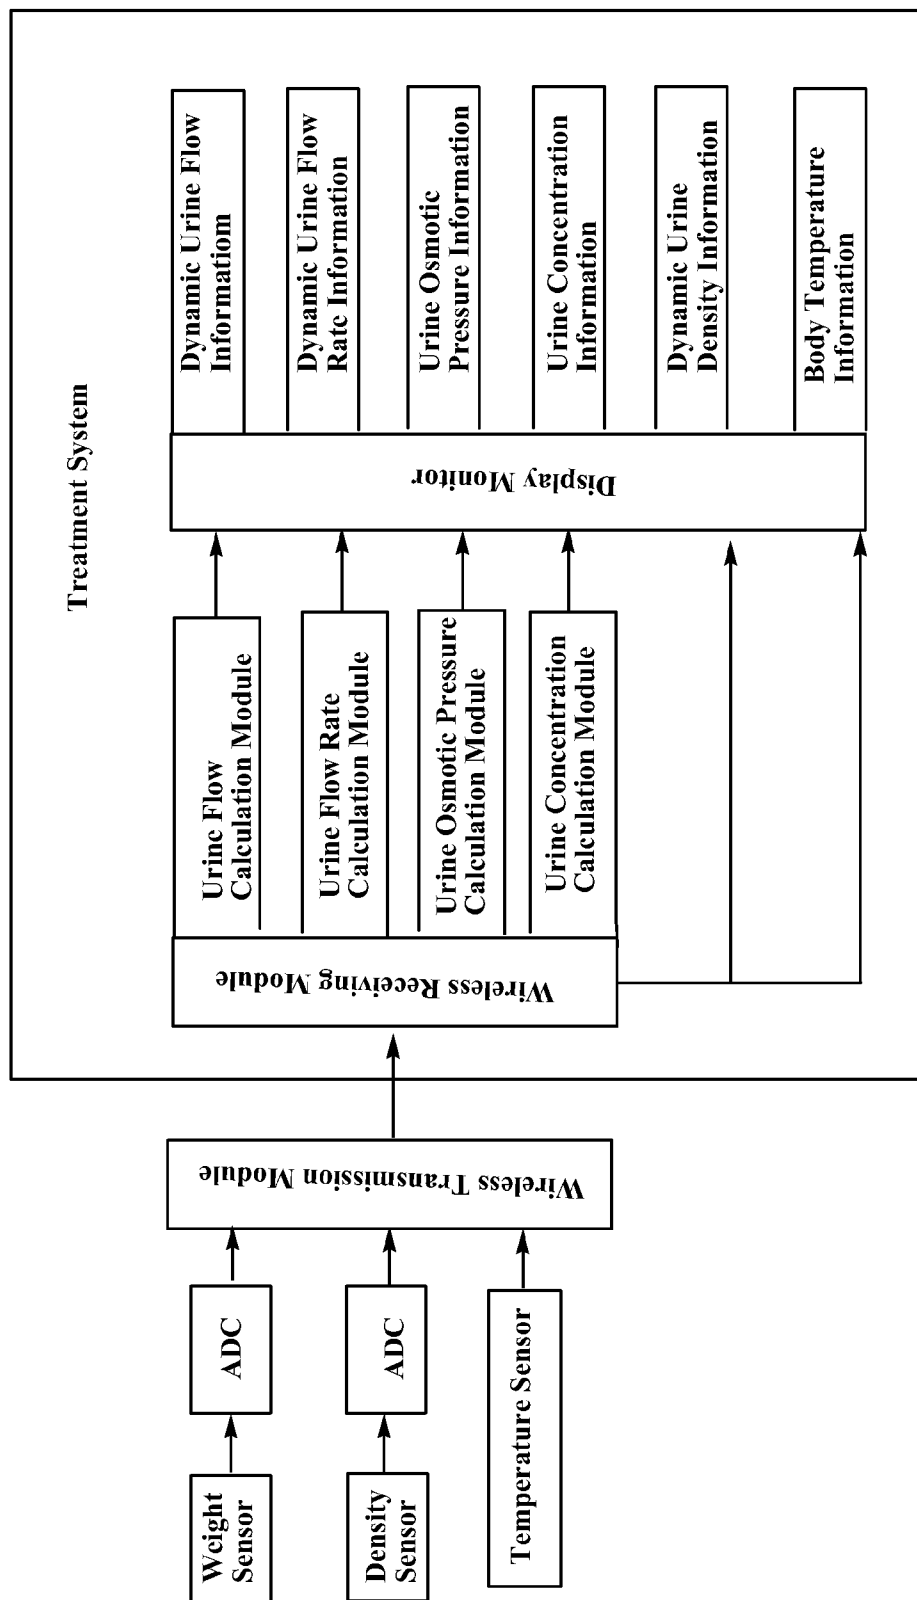 Treatment System
Dynamic Urine Flow
Informatiom
Dynamic Urine Flow
Rate Information
Urine Osmotic
Pressure Information
Urine Concentration
Information
Dynamic Urine
Density Information
Body Temperature
Information
Display Monitor
Urine Flow
Calculation Module
Urine Flow Rate
Calculation Module
Urine Osmotic Pressure
Calculation Module
Urine Concentration
Calculation Module
Wireless Receiving Module
Wireless Transmission Module
ADC
ADC
Temperature Sensor
Weight
Sensor
Density
Sensor